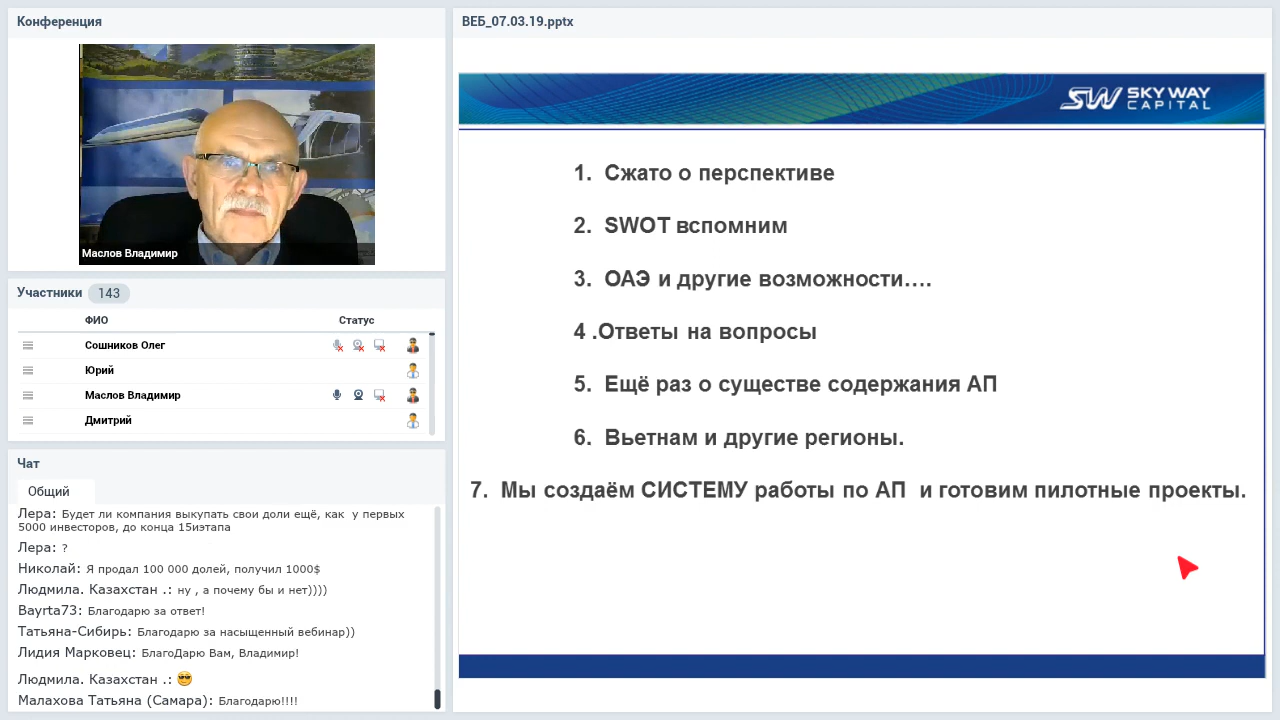 Конференция
Маслов Владимир
Участники 143
ФИО Статус
Сошников Олег
Юрий
Маслов Владимир
Дмитрий
Чат
Общий
Лера: Будет ли компания выкупать свои доли ещё, как у первых
5000 инвесторов, до конца 15иэтапа
Лера: ?
Николай: Я продал 100 000 долей, получил 1000$
Людмила. Казахстан .: ну , а почему бы и нет))))
Bayrta73: Благодарю за ответ!
Татьяна-Сибирь: Благодарю за насыщенный вебинар))
Лидия Марковец: БлагоДарю Вам, Владимир!
Людмила. Казахстан .:
Малахова Татьяна (Самара): Благодарю!!!!
ВЕБ_07.03.19.pptx
SW SKY WAY
CAPITAL
1. Сжато о перспективе
2. SWOT вспомним
3. ОАЭ и другие возможности....
4 .Ответы на вопросы
5. Ещё раз о существе содержания АП
6. Вьетнам и другие регионы.
7. Мы создаём СИСТЕМУ работы по АП и готовим пилотные проекты.